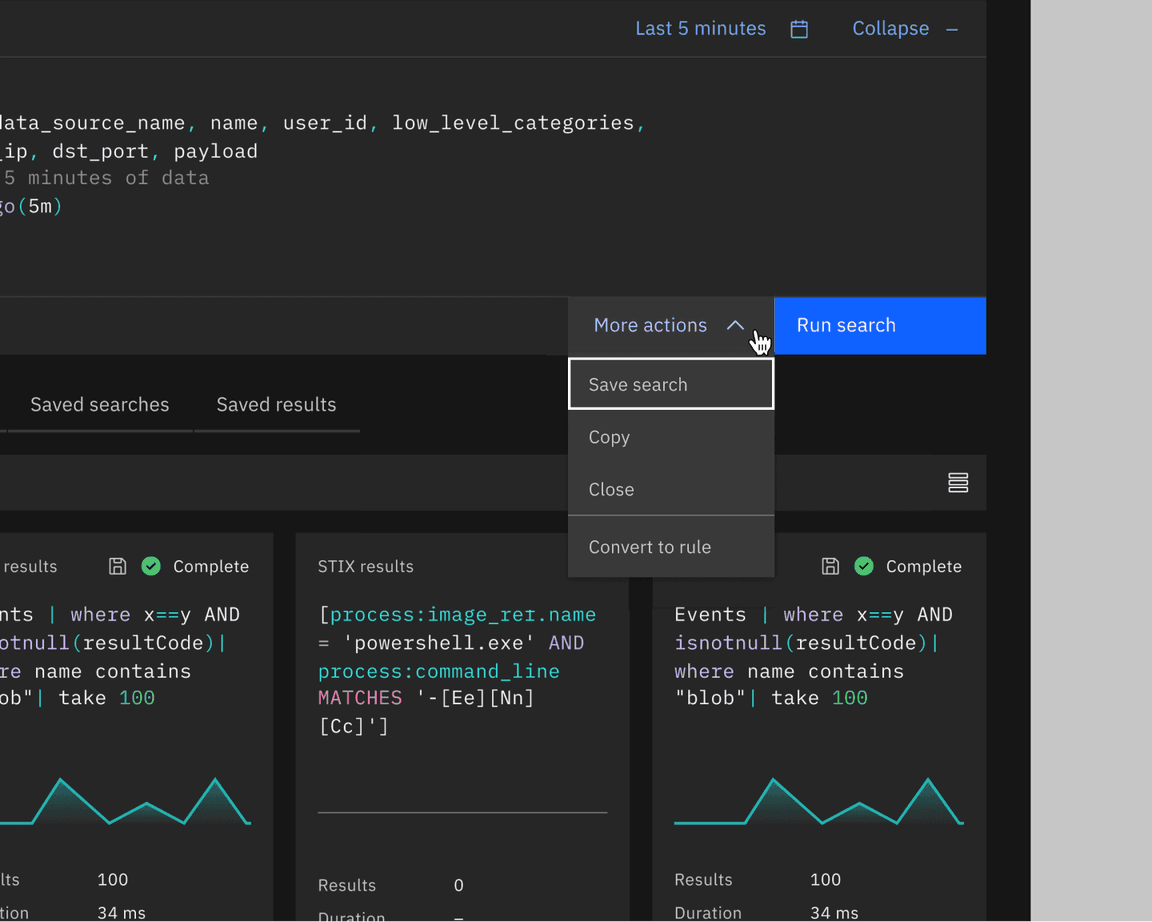 Last 5 minutes
Collapse
data_source_name, name, user_id, low_level_categories,
_ip, dst_port, payload
5 minutes of data
go(5m)
More actions
Run search
Save search
Copy
Close
Convert to rule
Saved searches
Saved results
results
Complete
nts | where x==y AND
otnull(resultCode)|
re name contains
ob"| take 100
lts 100
tion 34 ms
STIX results
[process:image_ref.name
= 'powershell.exe' AND
process:command_line
MATCHES '-[Ee][Nn]
[Cc]']
Results 0
Duration –
Complete
Events | where x==y AND
isnotnull(resultCode)|
where name contains
"blob"| take 100
Results 100
Duration 34 ms